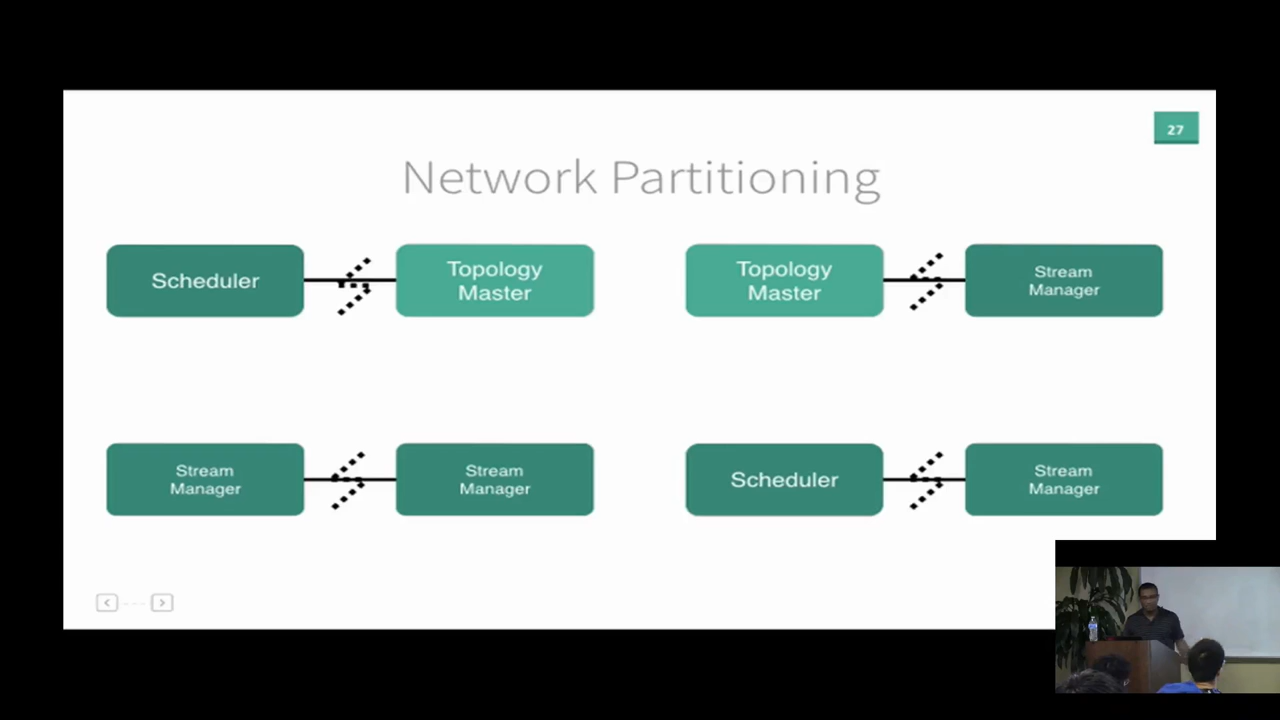 27
Network Partitioning
Scheduler
Topology
Master
Topology
Master
Stream
Manager
Stream
Manager
Stream
Manager
Scheduler
Stream
Manager